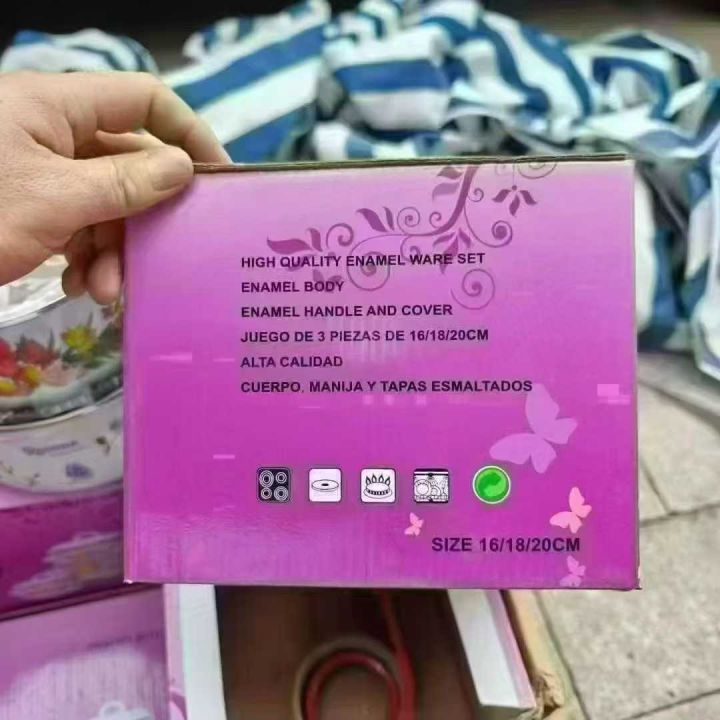 HIGH QUALITY ENAMEL WARE SET
ENAMEL BODY
ENAMEL HANDLE AND COVER
JUEGO DE 3 PIEZAS DE 16/18/20CM
ALTA CALIDAD
CUERPO, MANIJA Y TAPAS ESMALTADOS
SIZE 16/18/20CM